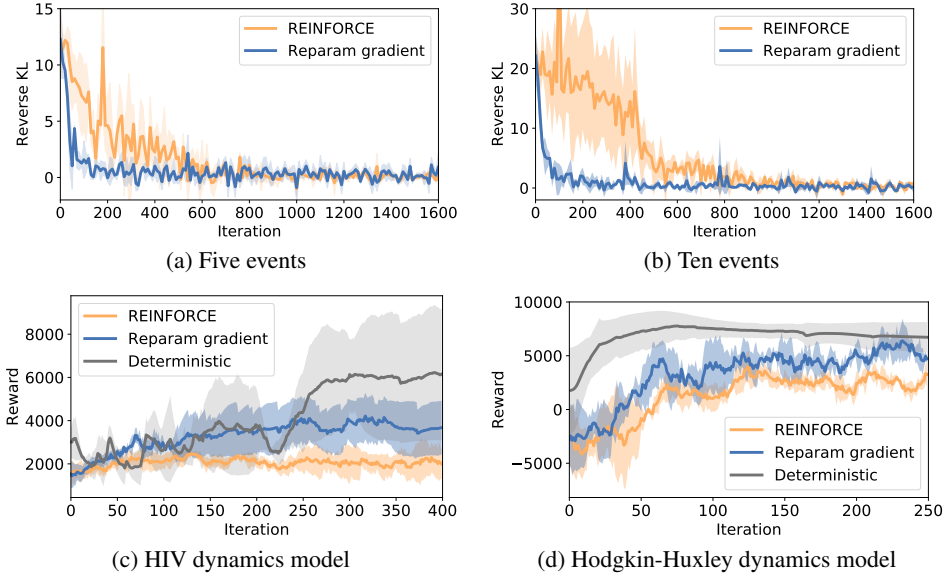 15
10
5
0
Reverse KL
REINFORCE
Reparam gradient
0 200 400 600 800 1000 1200 1400 1600
Iteration
(a) Five events
30
20
10
0
Reverse KL
REINFORCE
Reparam gradient
0 200 400 600 800 1000 1200 1400 1600
Iteration
(b) Ten events
8000
6000
4000
2000
Reward
REINFORCE
Reparam gradient
Deterministic
0 50 100 150 200 250 300 350 400
Iteration
(c) HIV dynamics model
10000
5000
0
−5000
Reward
REINFORCE
Reparam gradient
Deterministic
0 50 100 150 200 250
Iteration
(d) Hodgkin-Huxley dynamics model